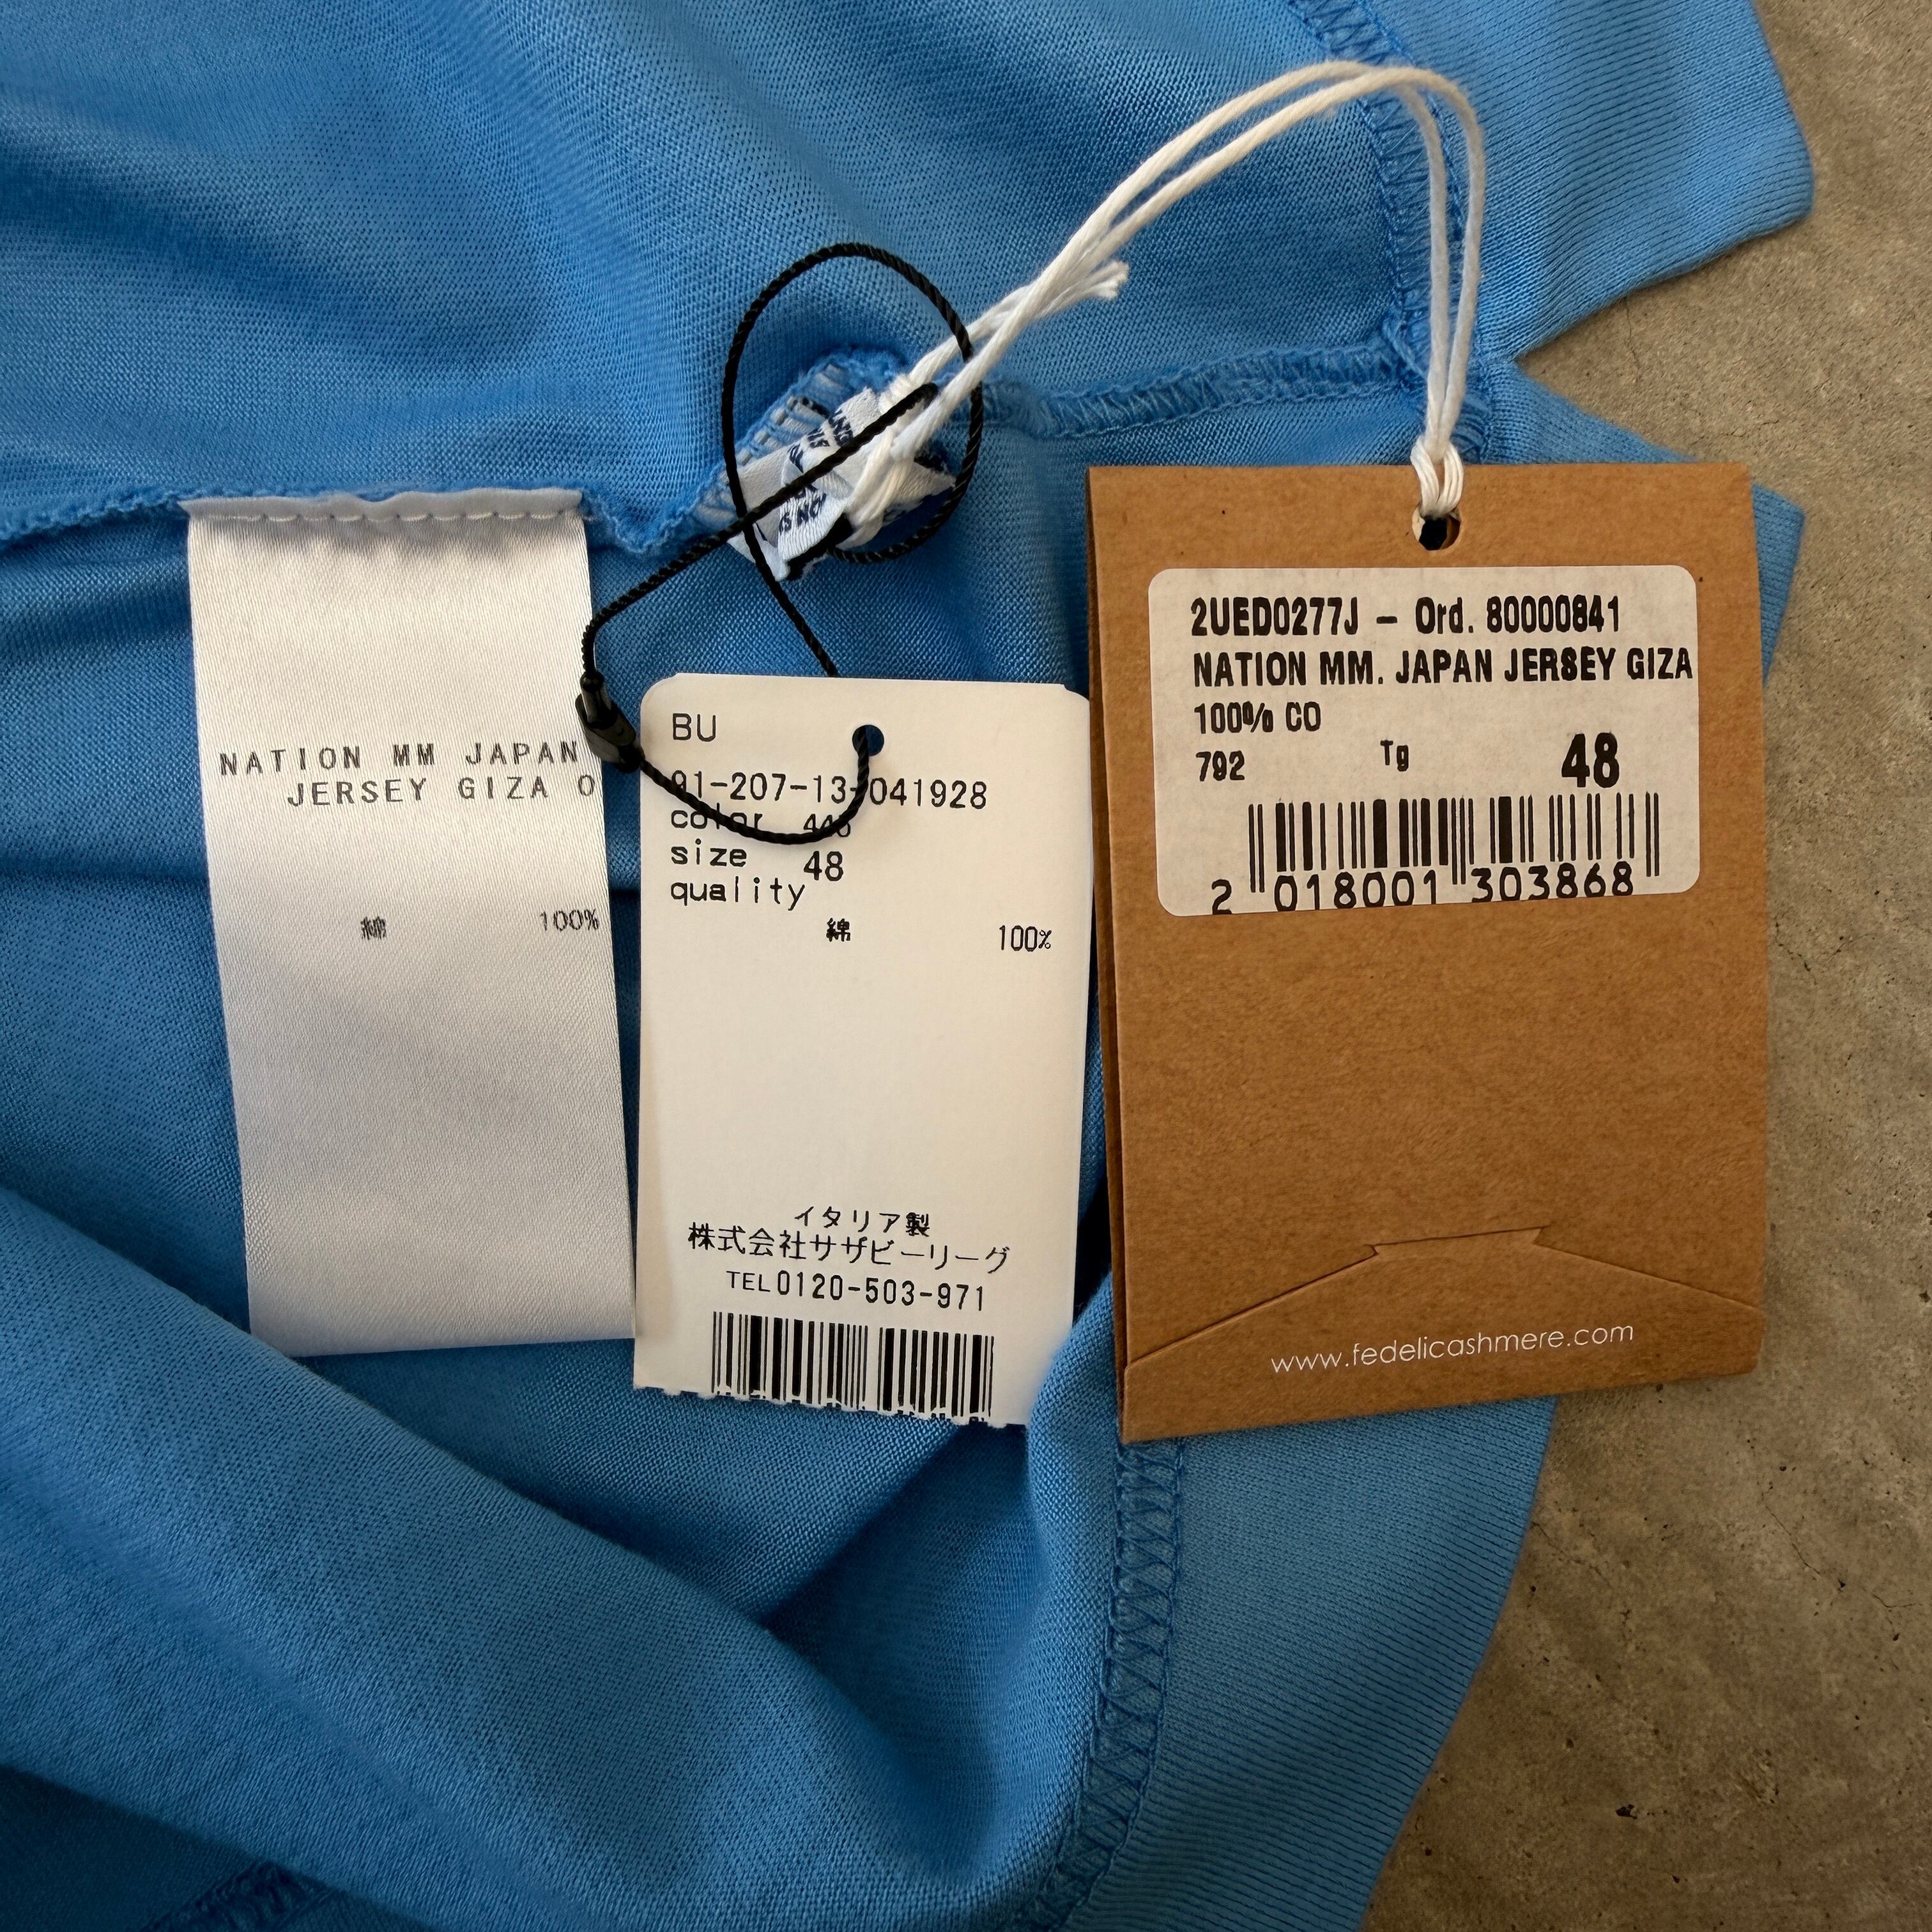 NATION MM JAPAN
JERSEY GIZA O
綿 100%
BU
01-207-13-041928
color 440
size 48
quality
綿 100%
イタリア製
株式会社サザビーリーグ
TEL0120-503-971
2UED0277J – Ord. 80000841
NATION MM. JAPAN JERSEY GIZA
100% CO
792 Tg 48
2 018001 303868
www.fedelicashmere.com